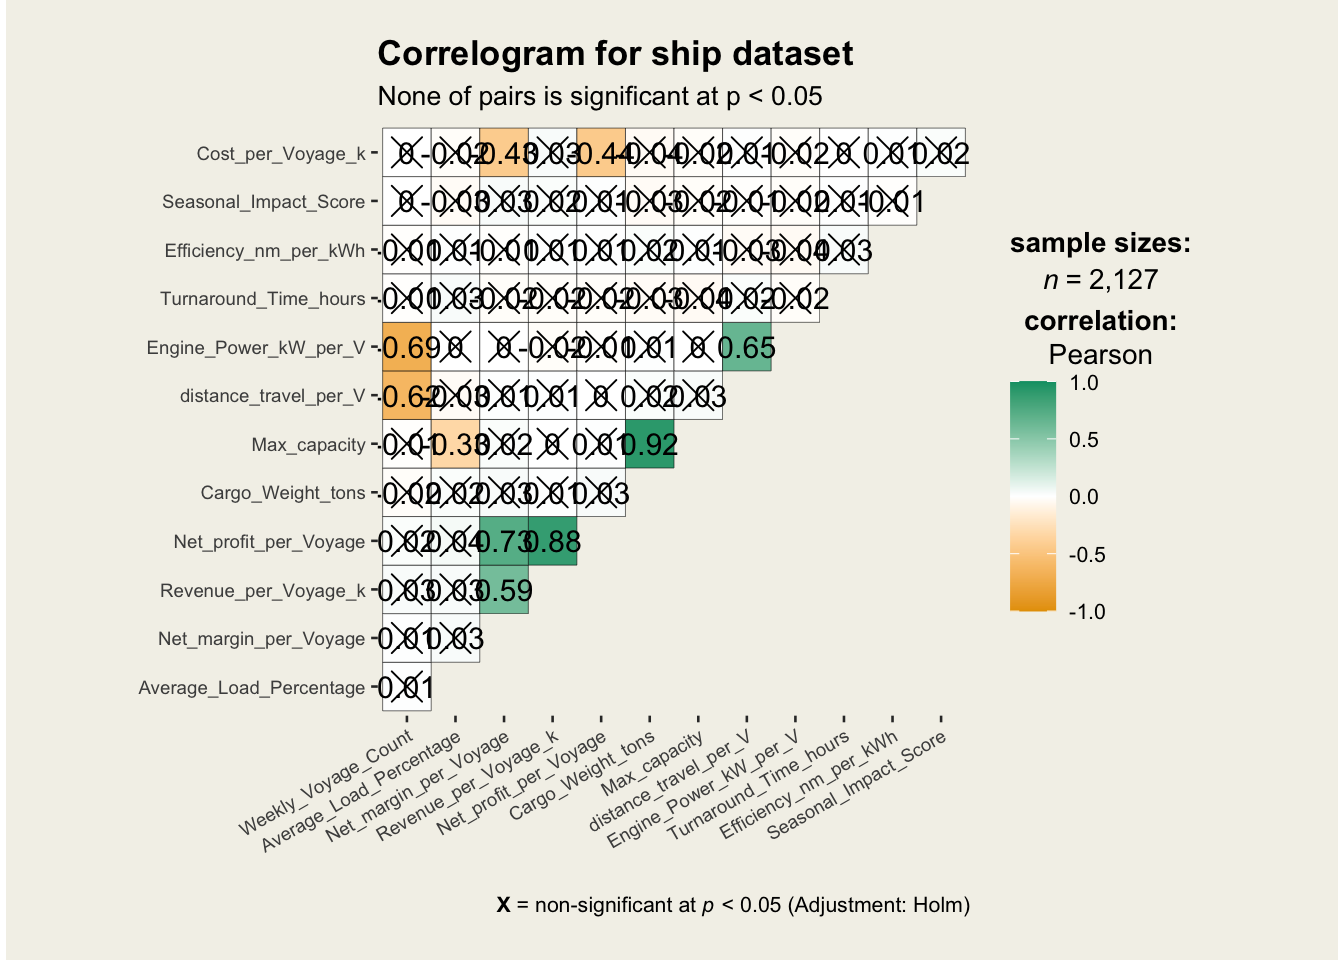 Correlogram for ship dataset
None of pairs is significant at p < 0.05
Cost_per_Voyage_k 0 -0.02 -0.43 0.03 -0.44 -0.04 -0.02 0.01 -0.02 0 0.01 0.02
Seasonal_Impact_Score 0 -0.03 0.03 0.02 0.01 -0.03 -0.02 -0.01 -0.02 0.01 -0.01
Efficiency_nm_per_kWh 0.01 -0.01 0.01 0.01 0.02 0.01 -0.03 -0.04 0.03
Turnaround_Time_hours 0.03 -0.02 -0.02 -0.02 -0.03 -0.04 0.02 -0.02
Engine_Power_kW_per_V -0.69 0 0 -0.02 -0.01 0.01 0 0.65
distance_travel_per_V -0.62 -0.03 0.01 0.01 0 0.02 0.03
Max_capacity -0.01 -0.33 0.02 0 0.01 0.92
Cargo_Weight_tons -0.02 0.02 0.03 0.01 0.03
Net_profit_per_Voyage 0.02 0.04 0.73 0.88
Revenue_per_Voyage_k 0.03 0.03 0.59
Net_margin_per_Voyage 0.01 0.03
Average_Load_Percentage 0.01
Weekly_Voyage_Count
Average_Load_Percentage
Net_margin_per_Voyage
Revenue_per_Voyage_k
Net_profit_per_Voyage
Cargo_Weight_tons
Max_capacity
distance_travel_per_V
Engine_Power_kW_per_V
Turnaround_Time_hours
Efficiency_nm_per_kWh
Seasonal_Impact_Score
sample sizes:
n = 2,127
correlation:
Pearson
1.0
0.5
0.0
-0.5
-1.0
X = non-significant at p < 0.05 (Adjustment: Holm)